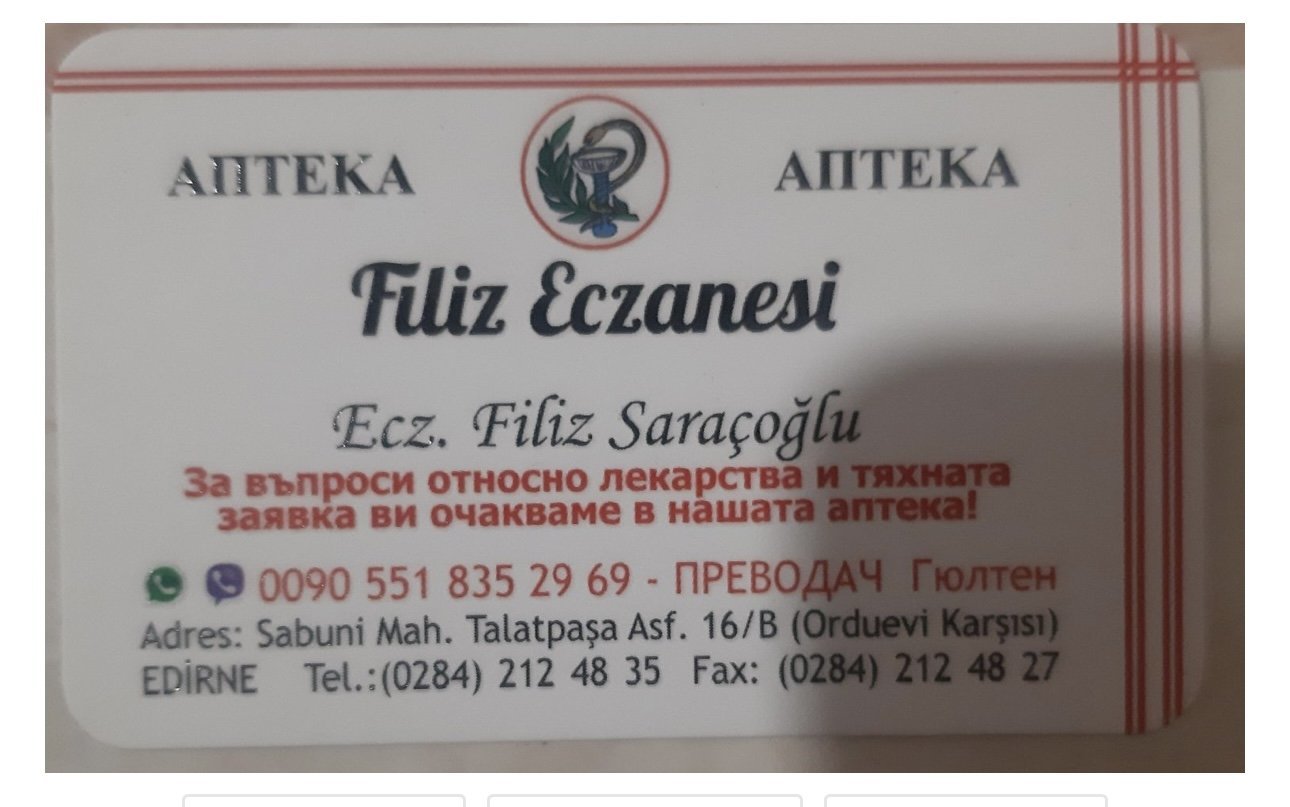 АПТЕКА АПТЕКА
Filiz Eczanesi
Ecz. Filiz Saraçoğlu
За въпроси относно лекарства и тяхната
заявка ви очакваме в нашата аптека!
0090 551 835 29 69 - ПРЕВОДАЧ Гюлтен
Adres: Sabuni Mah. Talatpaşa Asf. 16/B (Orduevi Karşısı)
EDİRNE Tel.:(0284) 212 48 35 Fax: (0284) 212 48 27